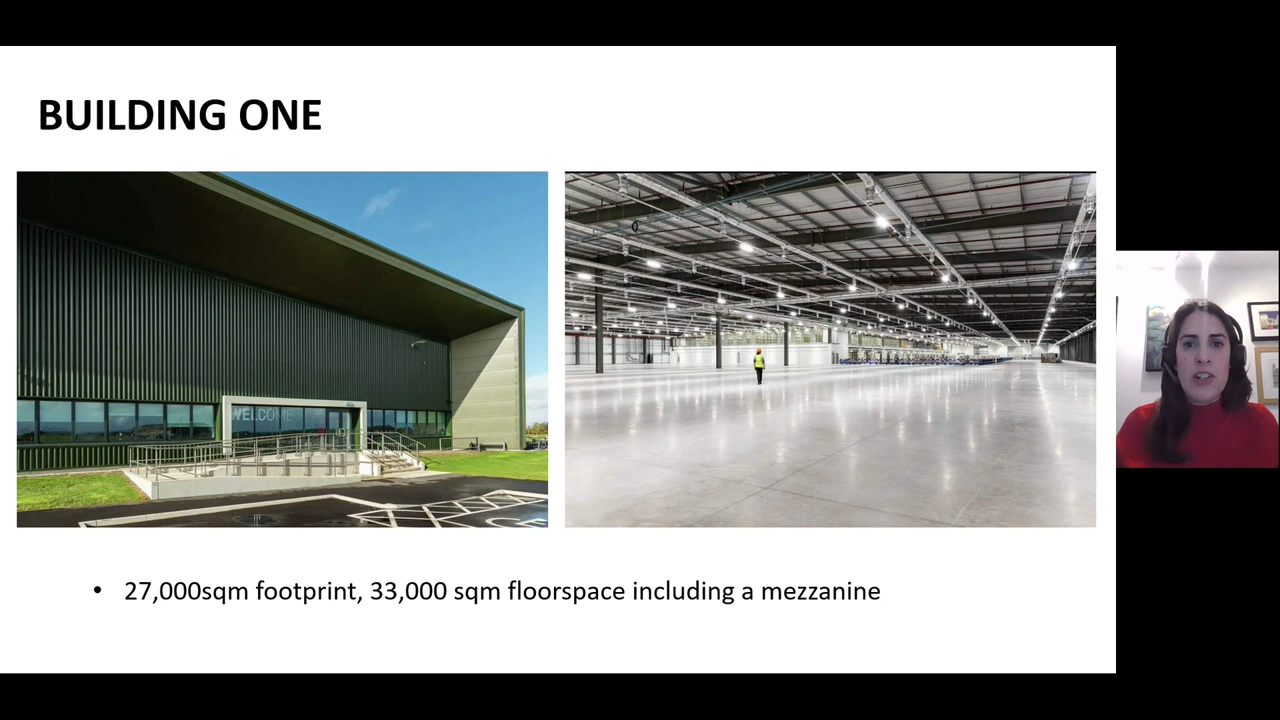 BUILDING ONE
WELCOME
• 27,000sqm footprint, 33,000 sqm floorspace including a mezzanine